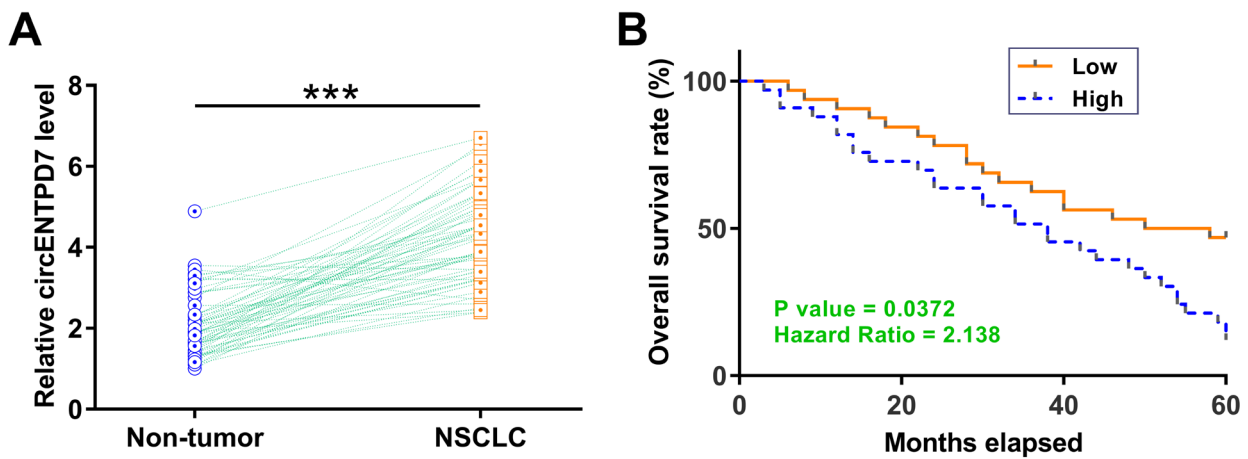 A
Relative circENTPD7 level
8
6
4
2
0
***
Non-tumor
NSCLC
B
Overall survival rate (%)
100
50
0
Low
High
P value = 0.0372
Hazard Ratio = 2.138
0
20
40
60
Months elapsed